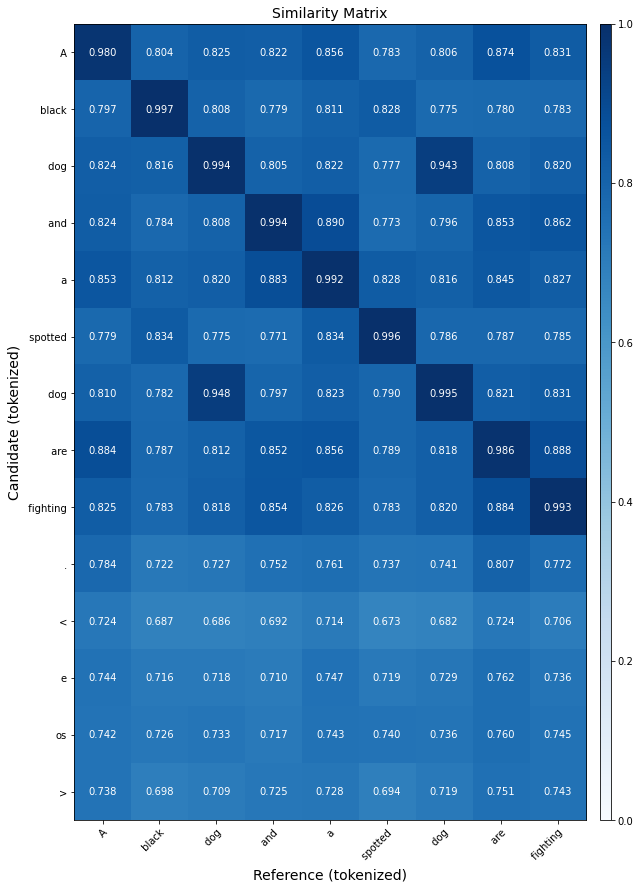 Similarity Matrix
A 0.980 0.804 0.825 0.822 0.856 0.783 0.806 0.874 0.831
black 0.797 0.997 0.808 0.779 0.811 0.828 0.775 0.780 0.783
dog 0.824 0.816 0.994 0.805 0.822 0.777 0.943 0.808 0.820
and 0.824 0.784 0.808 0.994 0.890 0.773 0.796 0.853 0.862
a 0.853 0.812 0.820 0.883 0.992 0.828 0.816 0.845 0.827
spotted 0.779 0.834 0.775 0.771 0.834 0.996 0.786 0.787 0.785
dog 0.810 0.782 0.948 0.797 0.823 0.790 0.995 0.821 0.831
are 0.884 0.787 0.812 0.852 0.856 0.789 0.818 0.986 0.888
fighting 0.825 0.783 0.818 0.854 0.826 0.783 0.820 0.884 0.993
. 0.784 0.722 0.727 0.752 0.761 0.737 0.741 0.807 0.772
< 0.724 0.687 0.686 0.692 0.714 0.673 0.682 0.724 0.706
e 0.744 0.716 0.718 0.710 0.747 0.719 0.729 0.762 0.736
os 0.742 0.726 0.733 0.717 0.743 0.740 0.736 0.760 0.745
> 0.738 0.698 0.709 0.725 0.728 0.694 0.719 0.751 0.743
A black dog and a spotted dog are fighting
Reference (tokenized)
Candidate (tokenized)
1.0
0.8
0.6
0.4
0.2
0.0